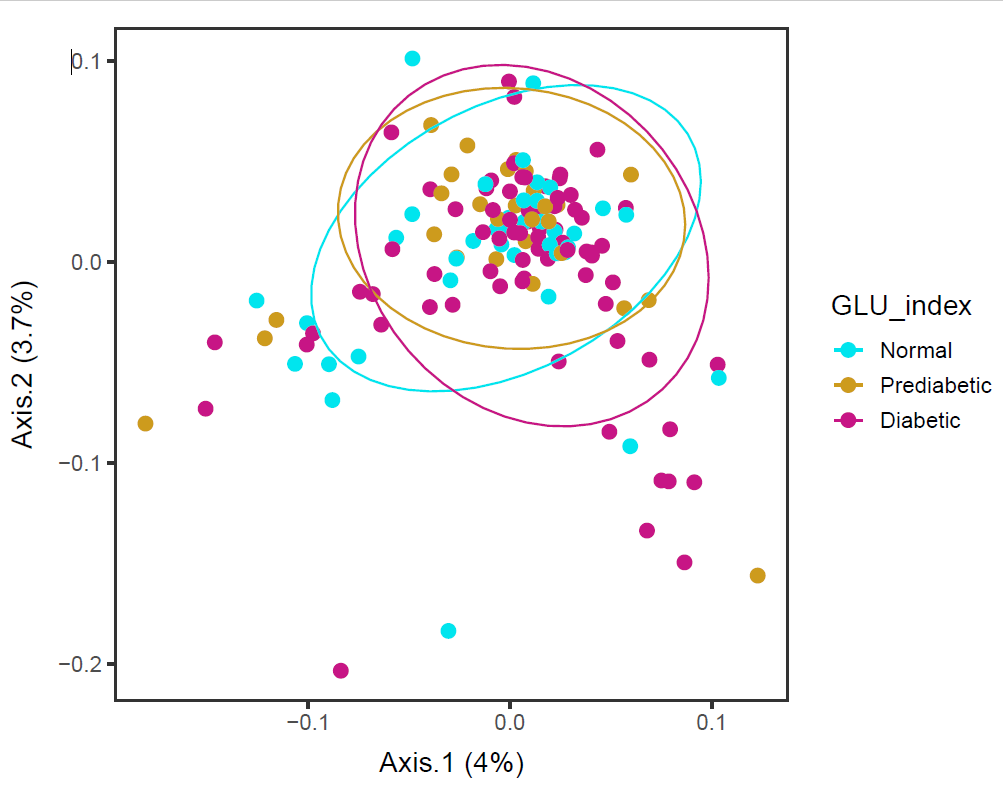 0.1
0.0
−0.1
−0.2
Axis.2 (3.7%)
−0.1
0.0
0.1
Axis.1 (4%)
GLU_index
Normal
Prediabetic
Diabetic